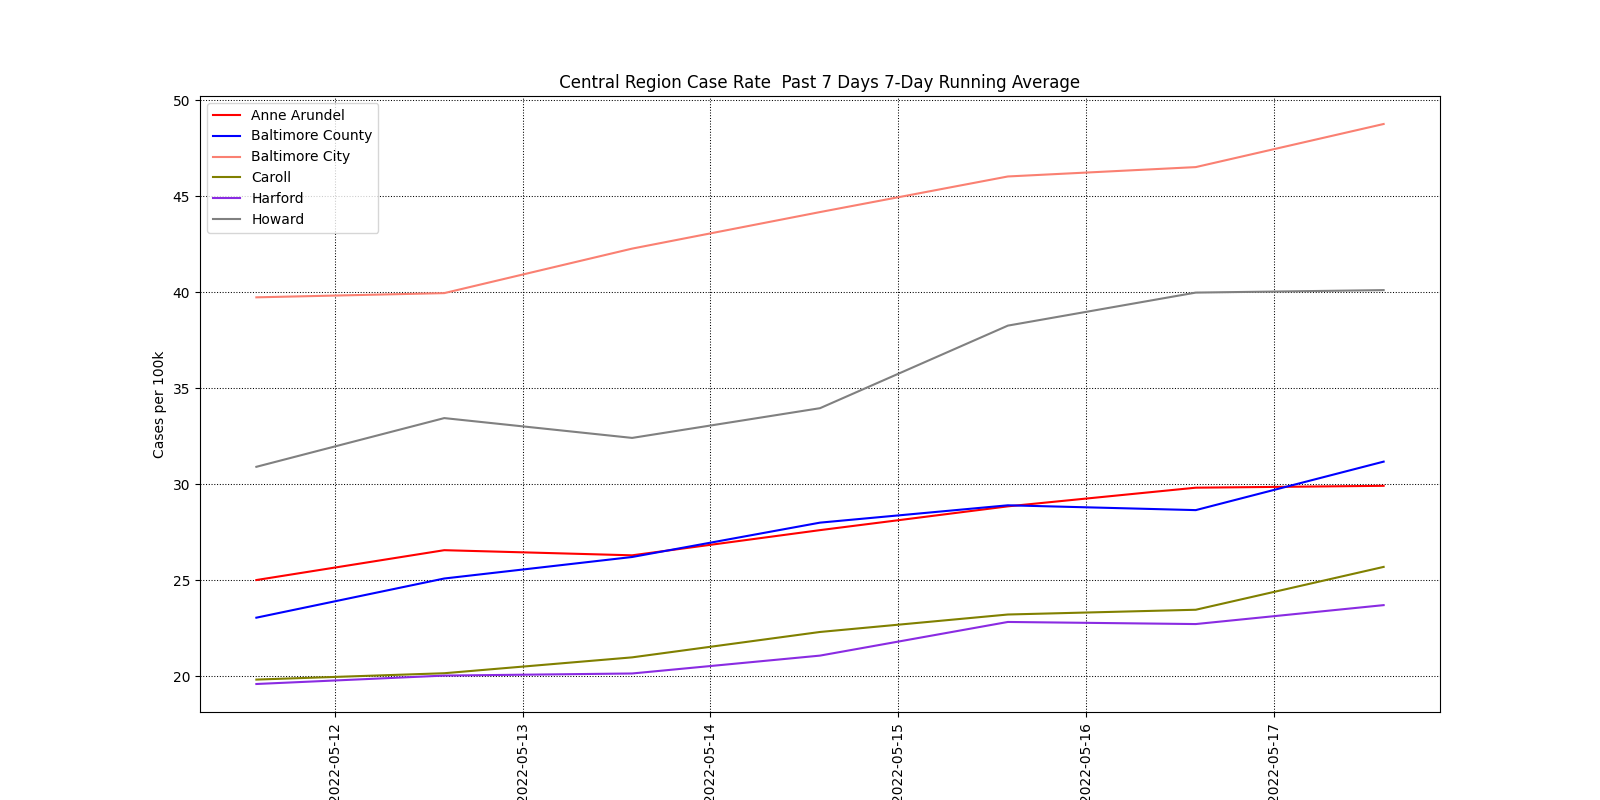 Central Region Case Rate  Past 7 Days 7-Day Running Average
Anne Arundel
Baltimore County
Baltimore City
Caroll
Harford
Howard
Cases per 100k
50
45
40
35
30
25
20
2022-05-12
2022-05-13
2022-05-14
2022-05-15
2022-05-16
2022-05-17